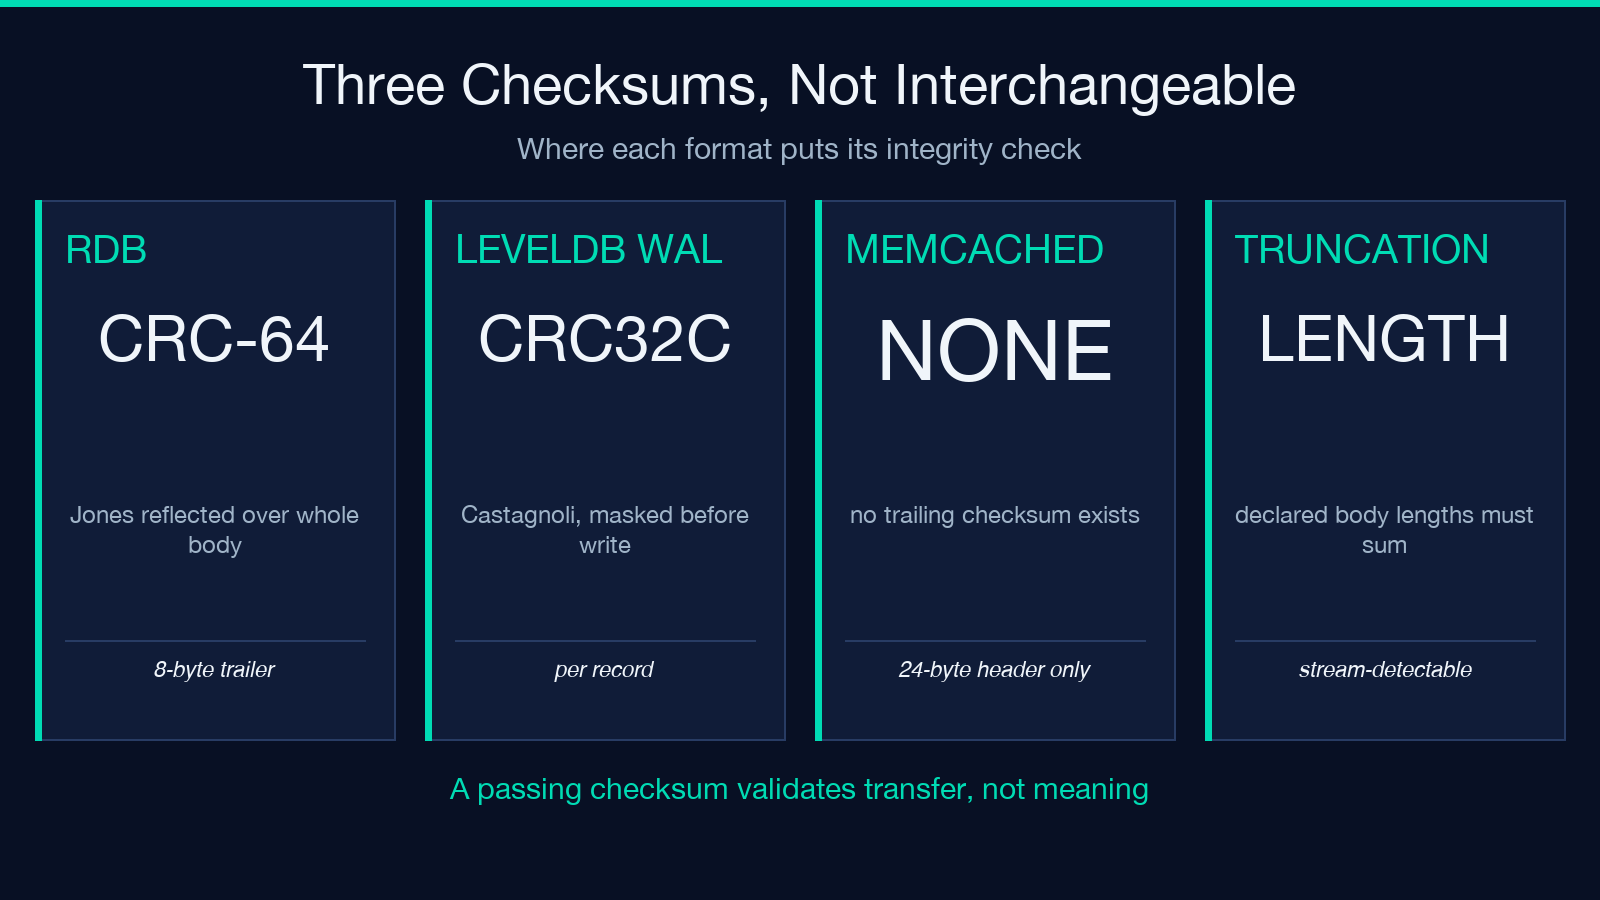 Three Checksums, Not Interchangeable
Where each format puts its integrity check
RDB
CRC-64
Jones reflected over whole
body
8-byte trailer
LEVELDB WAL
CRC32C
Castagnoli, masked before
write
per record
MEMCACHED
NONE
no trailing checksum exists
24-byte header only
TRUNCATION
LENGTH
declared body lengths must
sum
stream-detectable
A passing checksum validates transfer, not meaning